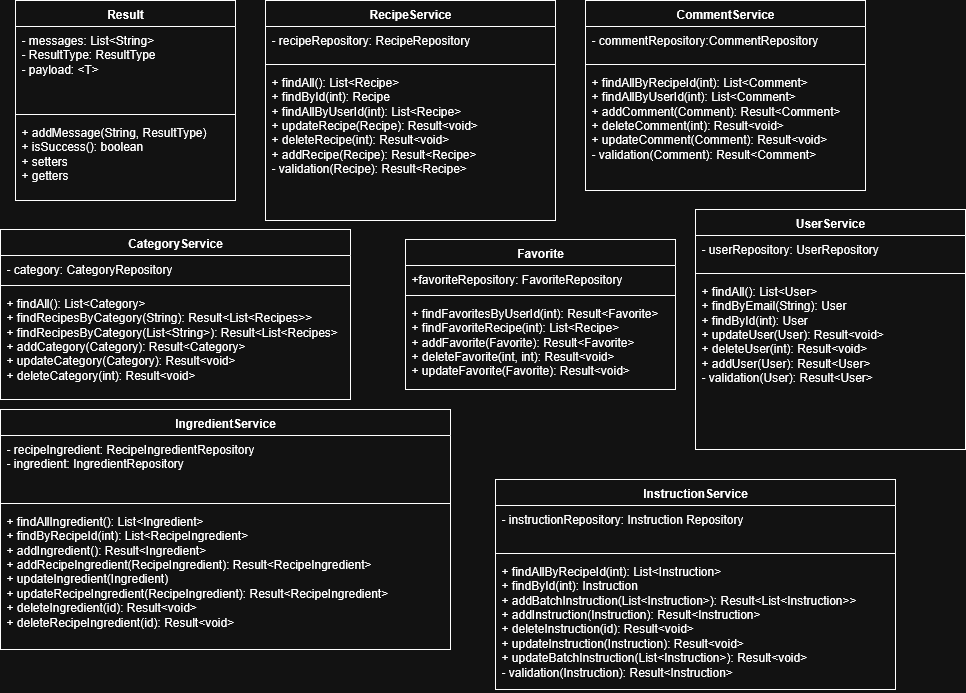 Result
- messages: List<String>
- ResultType: ResultType
- payload: <T>
+ addMessage(String, ResultType)
+ isSuccess(): boolean
+ setters
+ getters
RecipeService
- recipeRepository: RecipeRepository
+ findAll(): List<Recipe>
+ findById(int): Recipe
+ findAllByUserId(int): List<Recipe>
+ updateRecipe(Recipe): Result<void>
+ deleteRecipe(int): Result<void>
+ addRecipe(Recipe): Result<Recipe>
- validation(Recipe): Result<Recipe>
CommentService
- commentRepository:CommentRepository
+ findAllByRecipeId(int): List<Comment>
+ findAllByUserId(int): List<Comment>
+ addComment(Comment): Result<Comment>
+ deleteComment(int): Result<void>
+ updateComment(Comment): Result<void>
- validation(Comment): Result<Comment>
CategoryService
- category: CategoryRepository
+ findAll(): List<Category>
+ findRecipesByCategory(String): Result<List<Recipes>>
+ findRecipesByCategory(List<String>): Result<List<Recipes>
+ addCategory(Category): Result<Category>
+ updateCategory(Category): Result<void>
+ deleteCategory(int): Result<void>
Favorite
+favoriteRepository: FavoriteRepository
+ findFavoritesByUserId(int): Result<Favorite>
+ findFavoriteRecipe(int): List<Recipe>
+ addFavorite(Favorite): Result<Favorite>
+ deleteFavorite(int, int): Result<void>
+ updateFavorite(Favorite): Result<void>
UserService
- userRepository: UserRepository
+ findAll(): List<User>
+ findByEmail(String): User
+ findById(int): User
+ updateUser(User): Result<void>
+ deleteUser(int): Result<void>
+ addUser(User): Result<User>
- validation(User): Result<User>
IngredientService
- recipeIngredient: RecipeIngredientRepository
- ingredient: IngredientRepository
+ findAllIngredient(): List<Ingredient>
+ findByRecipeId(int): List<RecipeIngredient>
+ addIngredient(): Result<Ingredient>
+ addRecipeIngredient(RecipeIngredient): Result<RecipeIngredient>
+ updateIngredient(Ingredient)
+ updateRecipeIngredient(RecipeIngredient): Result<RecipeIngredient>
+ deleteIngredient(id): Result<void>
+ deleteRecipeIngredient(id): Result<void>
InstructionService
- instructionRepository: Instruction Repository
+ findAllByRecipeId(int): List<Instruction>
+ findById(int): Instruction
+ addBatchInstruction(List<Instruction>): Result<List<Instruction>>
+ addInstruction(Instruction): Result<Instruction>
+ deleteInstruction(id): Result<void>
+ updateInstruction(Instruction): Result<void>
+ updateBatchInstruction(List<Instruction>): Result<void>
- validation(Instruction): Result<Instruction>